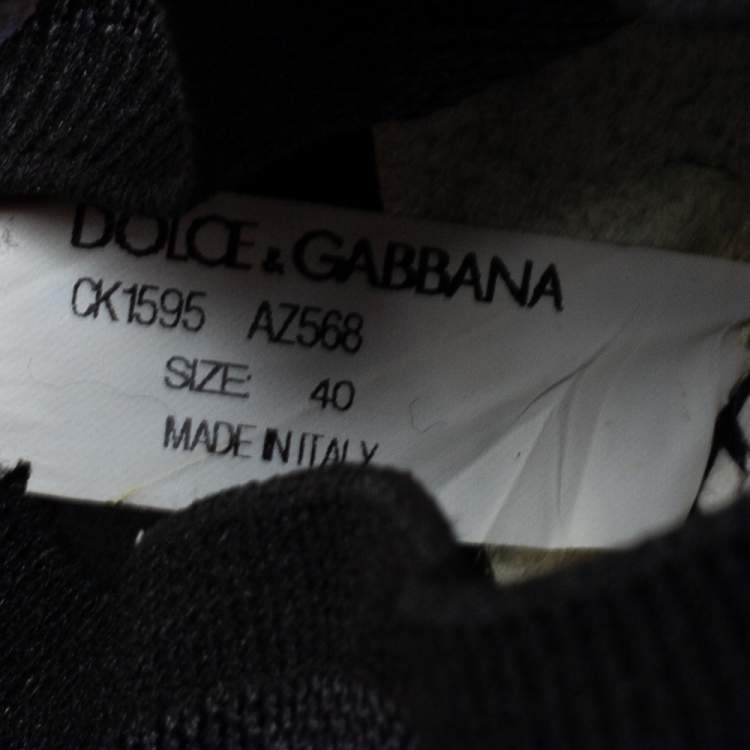 DOLCE & GABBANA
CK1595 AZ568
SIZE: 40
MADE IN ITALY